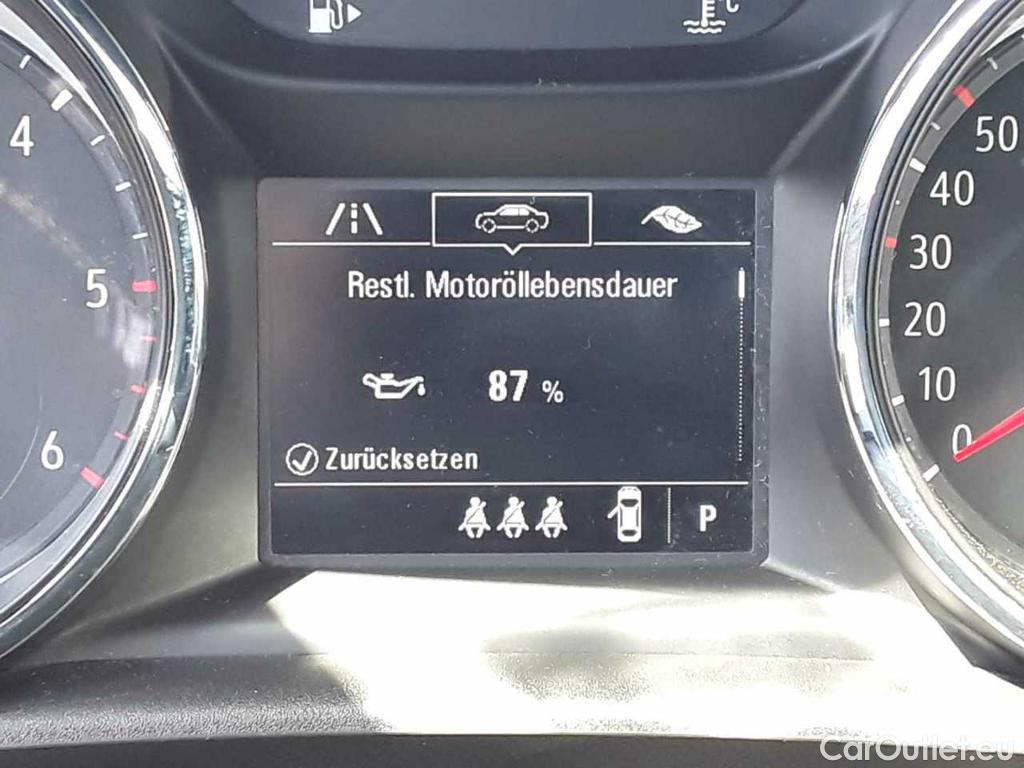 C
4
5
6
Restl. Motoröllebensdauer
87 %
Zurücksetzen
P
50
40
30
20
10
0
CarOutlet.eu